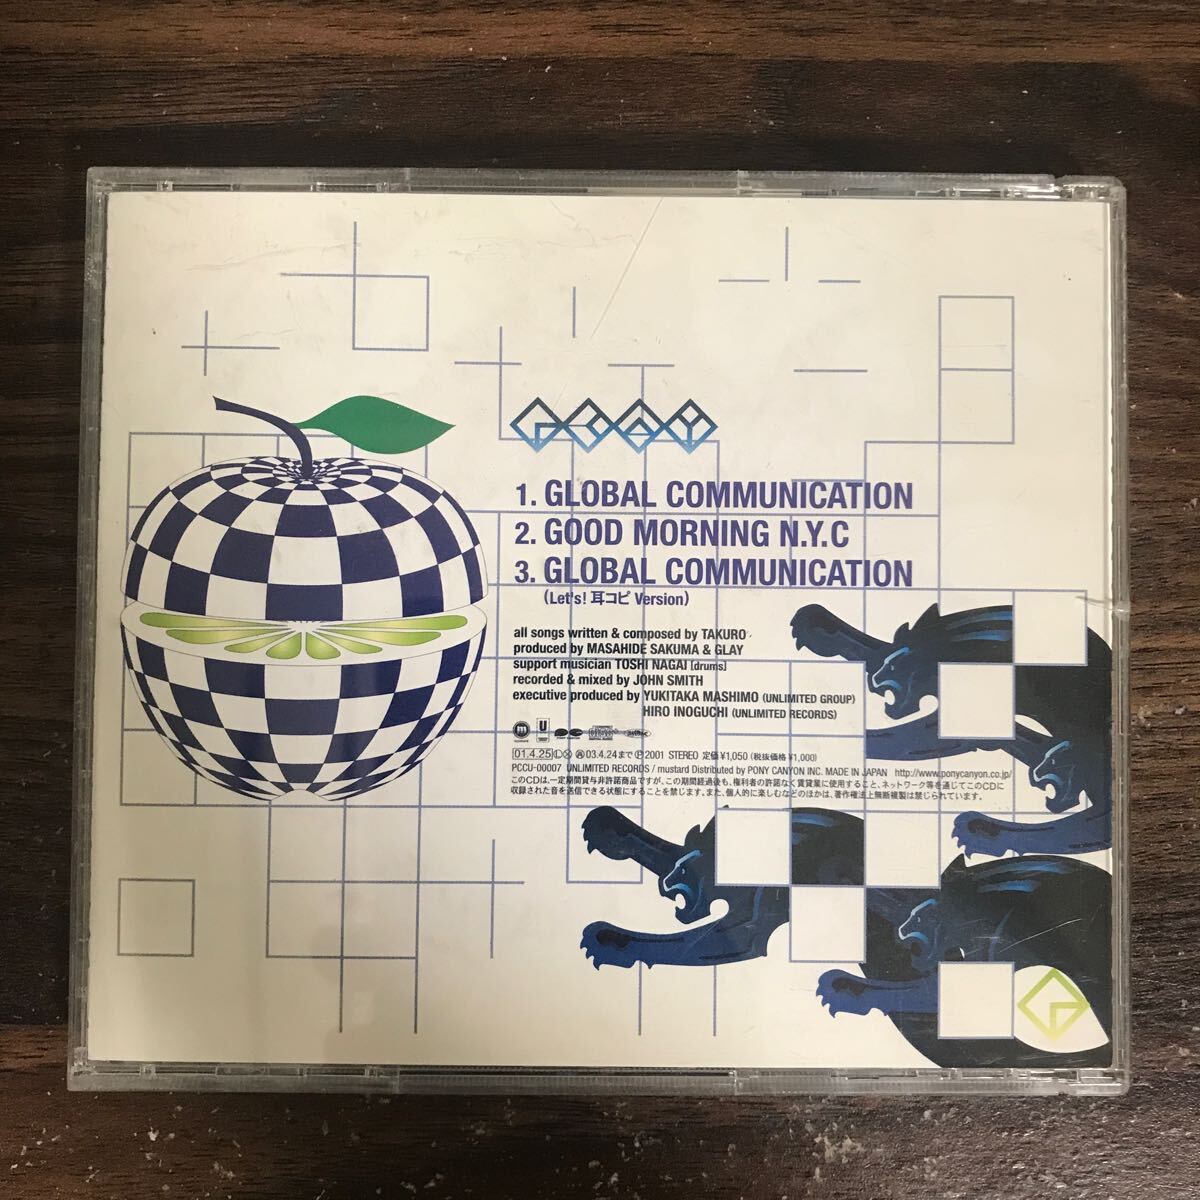 GLAY
1. GLOBAL COMMUNICATION
2. GOOD MORNING N.Y.C
3. GLOBAL COMMUNICATION
(Let's! 耳コピ Version)
all songs written & composed by TAKURO
produced by MASAHIDE SAKUMA & GLAY
support musician TOSHI NAGAI [drums]
recorded & mixed by JOHN SMITH
executive produced by YUKITAKA MASHIMO (UNLIMITED GROUP)
HIRO INOGUCHI (UNLIMITED RECORDS)
01.4.25 Ⓛ Ⓧ 03.4.24まで Ⓟ 2001 STEREO 定価¥1,050 (税抜価格 ¥1,000)
PCCU-00007 UNLIMITED RECORDS / mustard Distributed by PONY CANYON INC. MADE IN JAPAN http://www.ponycanyon.co.jp/
このCDは、一定期間貸与非許諾商品ですが、この期間経過後も、権利者の許諾なく賃貸業に使用すること、ネットワーク等を通じてこのCDに
収録された音を送信できる状態にすることを禁じます。また、個人的に楽しむなどのほかは、著作権法上無断複製は禁じられています。